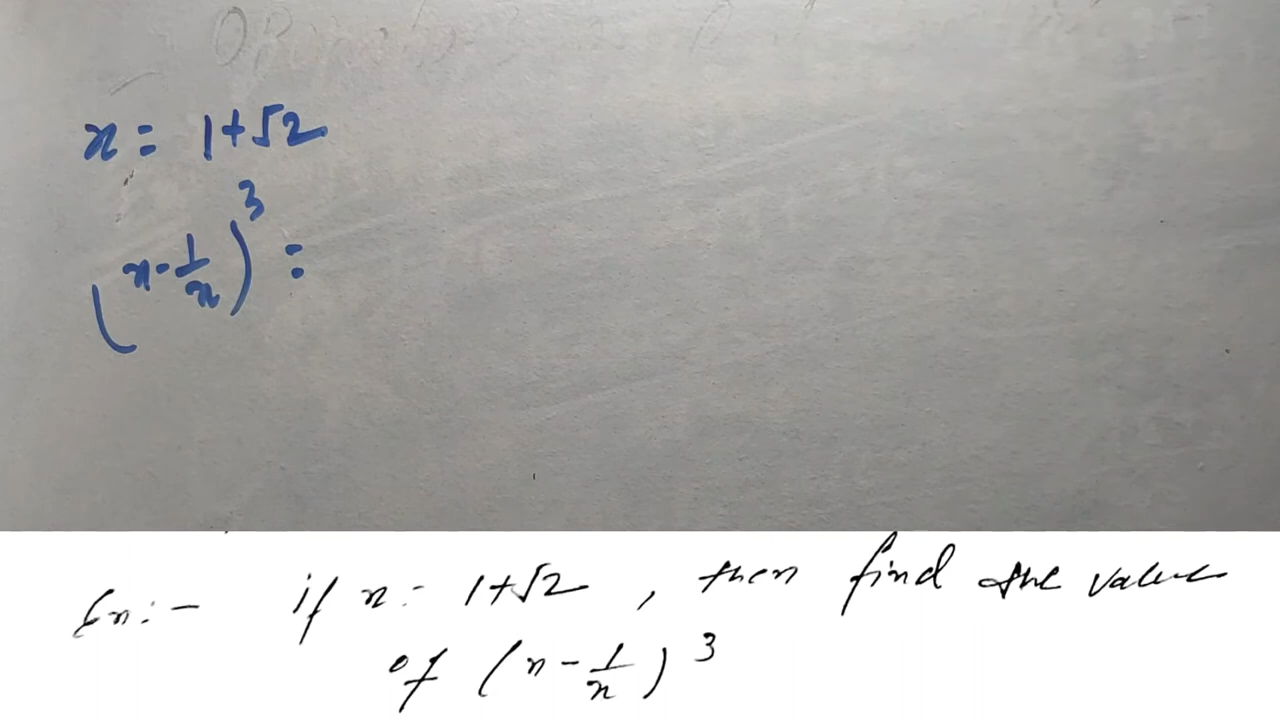 x = 1+√2
(x - 1/x)³ =
Ex:- if x = 1+√2 , then find the value
of (x - 1/x)³